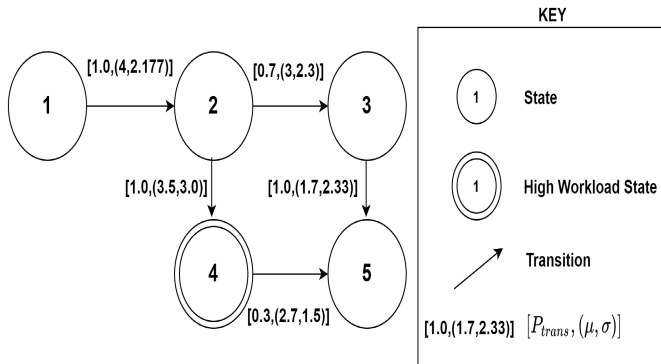 KEY
[1.0,(4,2.177)]
[0.7,(3,2.3)]
1
2
3
1
State
[1.0,(3.5,3.0)]
[1.0,(1.7,2.33)]
1
High Workload State
4
5
Transition
[0.3,(2.7,1.5)]
[1.0,(1.7,2.33)] [P_{trans}, (μ, σ)]